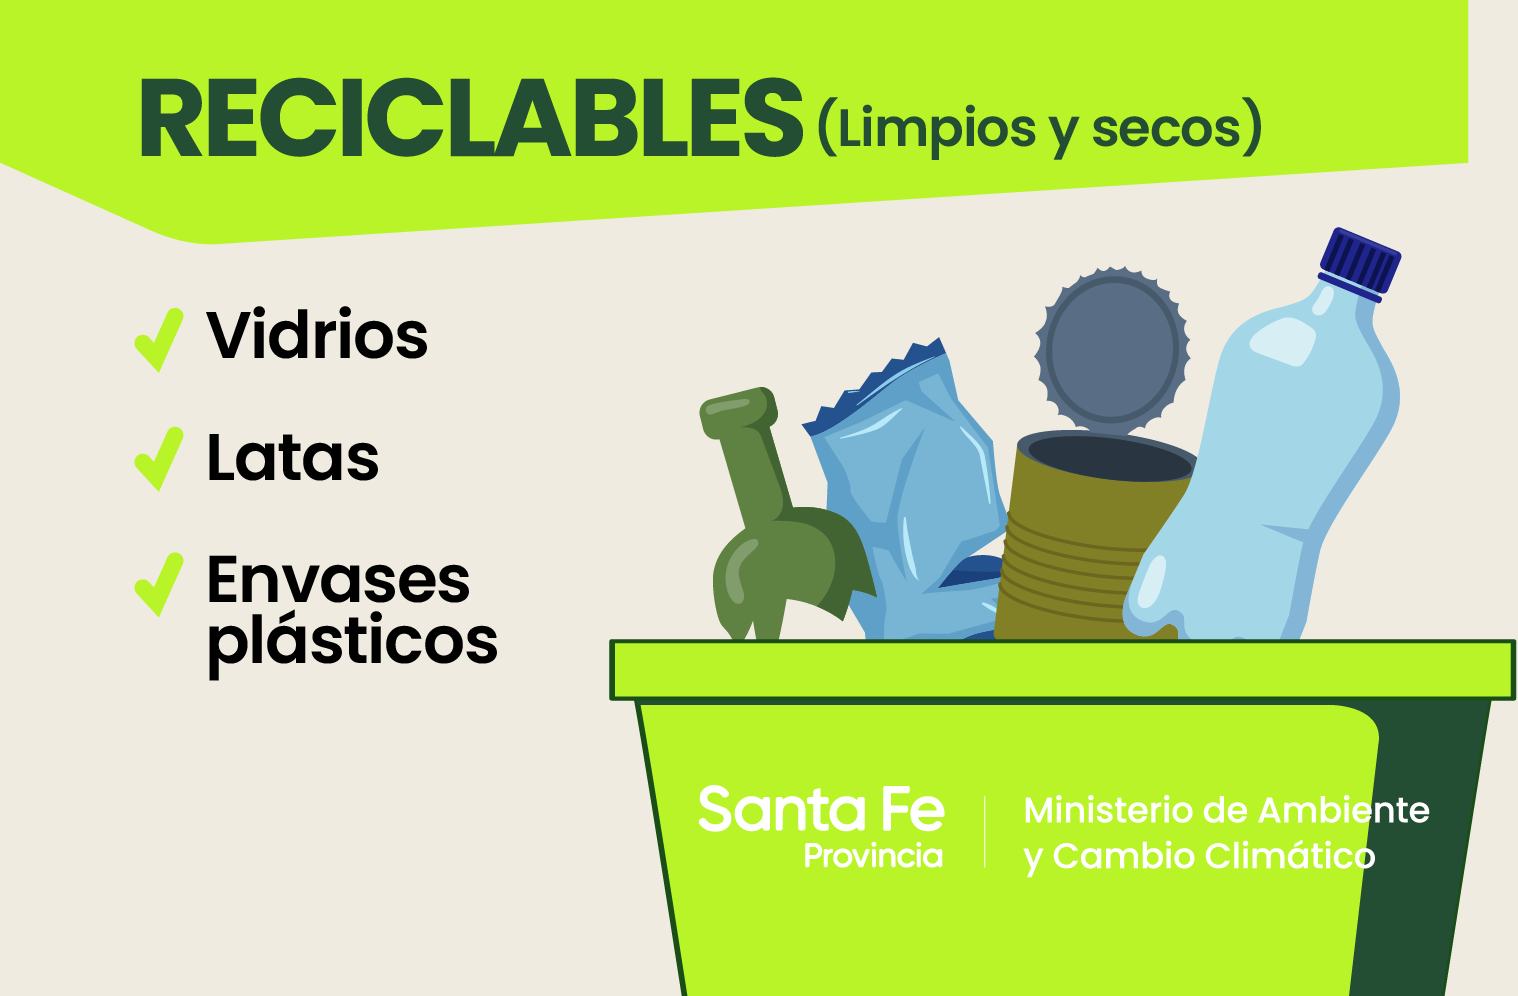 RECICLABLES (Limpios y secos)
Vidrios
Latas
Envases
plásticos
Santa Fe
Provincia
Ministerio de Ambiente
y Cambio Climático